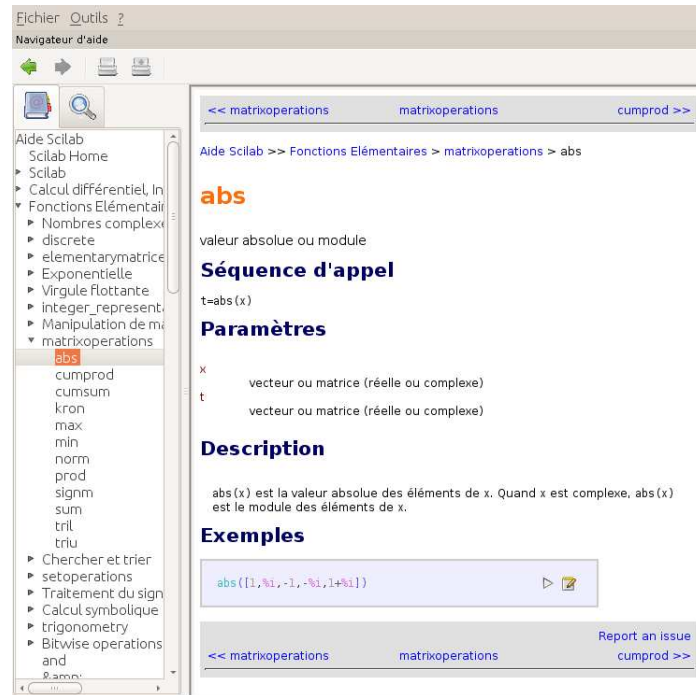 Fichier Outils ?
Navigateur d'aide
Aide Scilab
Scilab Home
Scilab
Calcul différentiel, In
Fonctions Elémentair
Nombres complexe
discrete
elementarymatrice
Exponentielle
Virgule flottante
integer_representa
Manipulation de ma
matrixoperations
abs
cumprod
cumsum
kron
max
min
norm
prod
signm
sum
tril
triu
Chercher et trier
setoperations
Traitement du sign
Calcul symbolique
trigonometry
Bitwise operations
and
&amp;
<< matrixoperations matrixoperations cumprod >>
Aide Scilab >> Fonctions Elémentaires > matrixoperations > abs
abs
valeur absolue ou module
Séquence d'appel
t=abs(x)
Paramètres
x
vecteur ou matrice (réelle ou complexe)
t
vecteur ou matrice (réelle ou complexe)
Description
abs(x) est la valeur absolue des éléments de x. Quand x est complexe, abs(x)
est le module des éléments de x.
Exemples
abs([1,%i,-1,-%i,1+%i])
Report an issue
<< matrixoperations matrixoperations cumprod >>